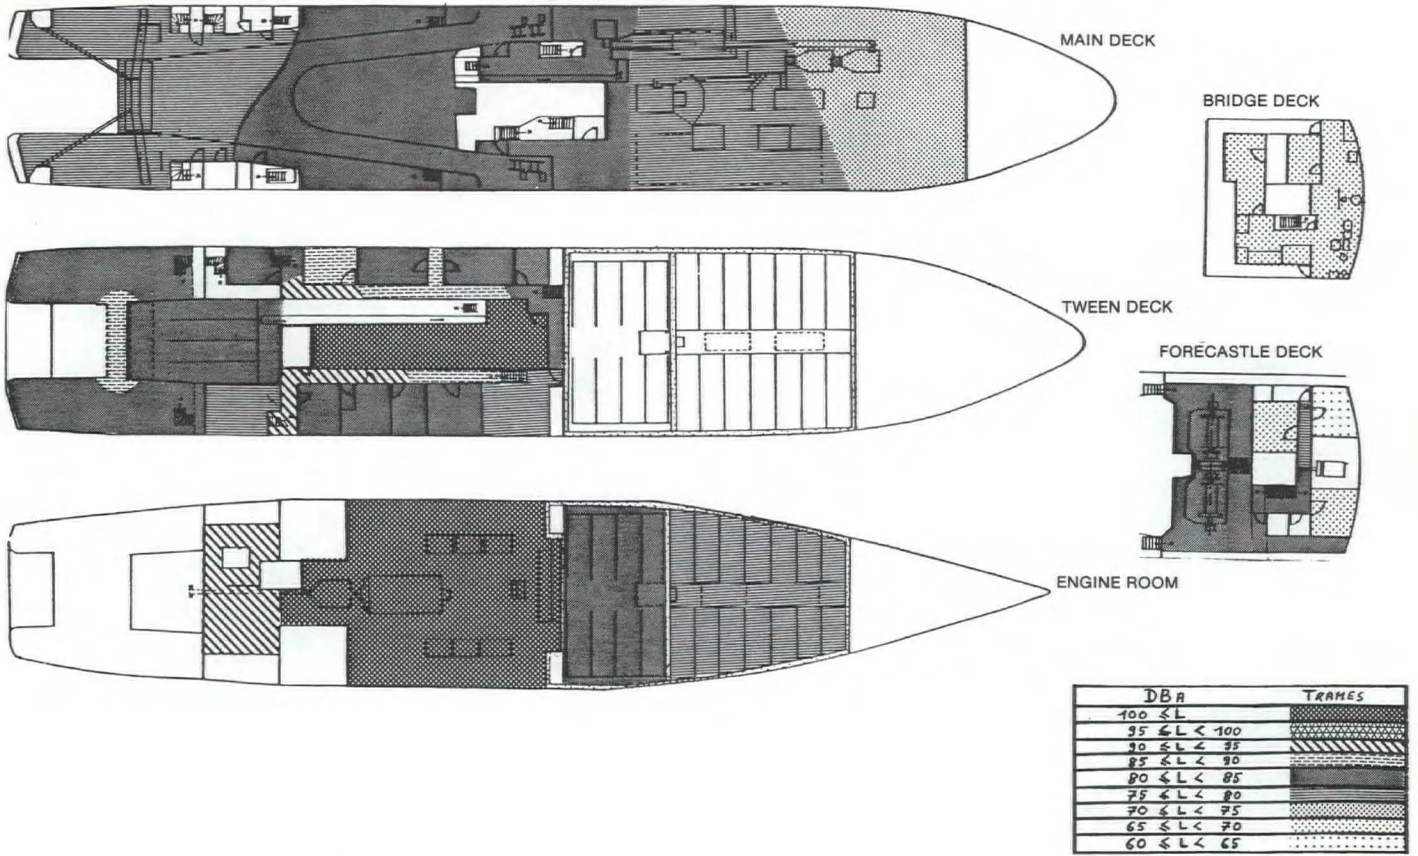 MAIN DECK
BRIDGE DECK
TWEEN DECK
FORECASTLE DECK
ENGINE ROOM
DBA TRAMES
100 ≤ L
95 ≤ L < 100
90 ≤ L < 95
85 ≤ L < 90
80 ≤ L < 85
75 ≤ L < 80
70 ≤ L < 75
65 ≤ L < 70
60 ≤ L < 65